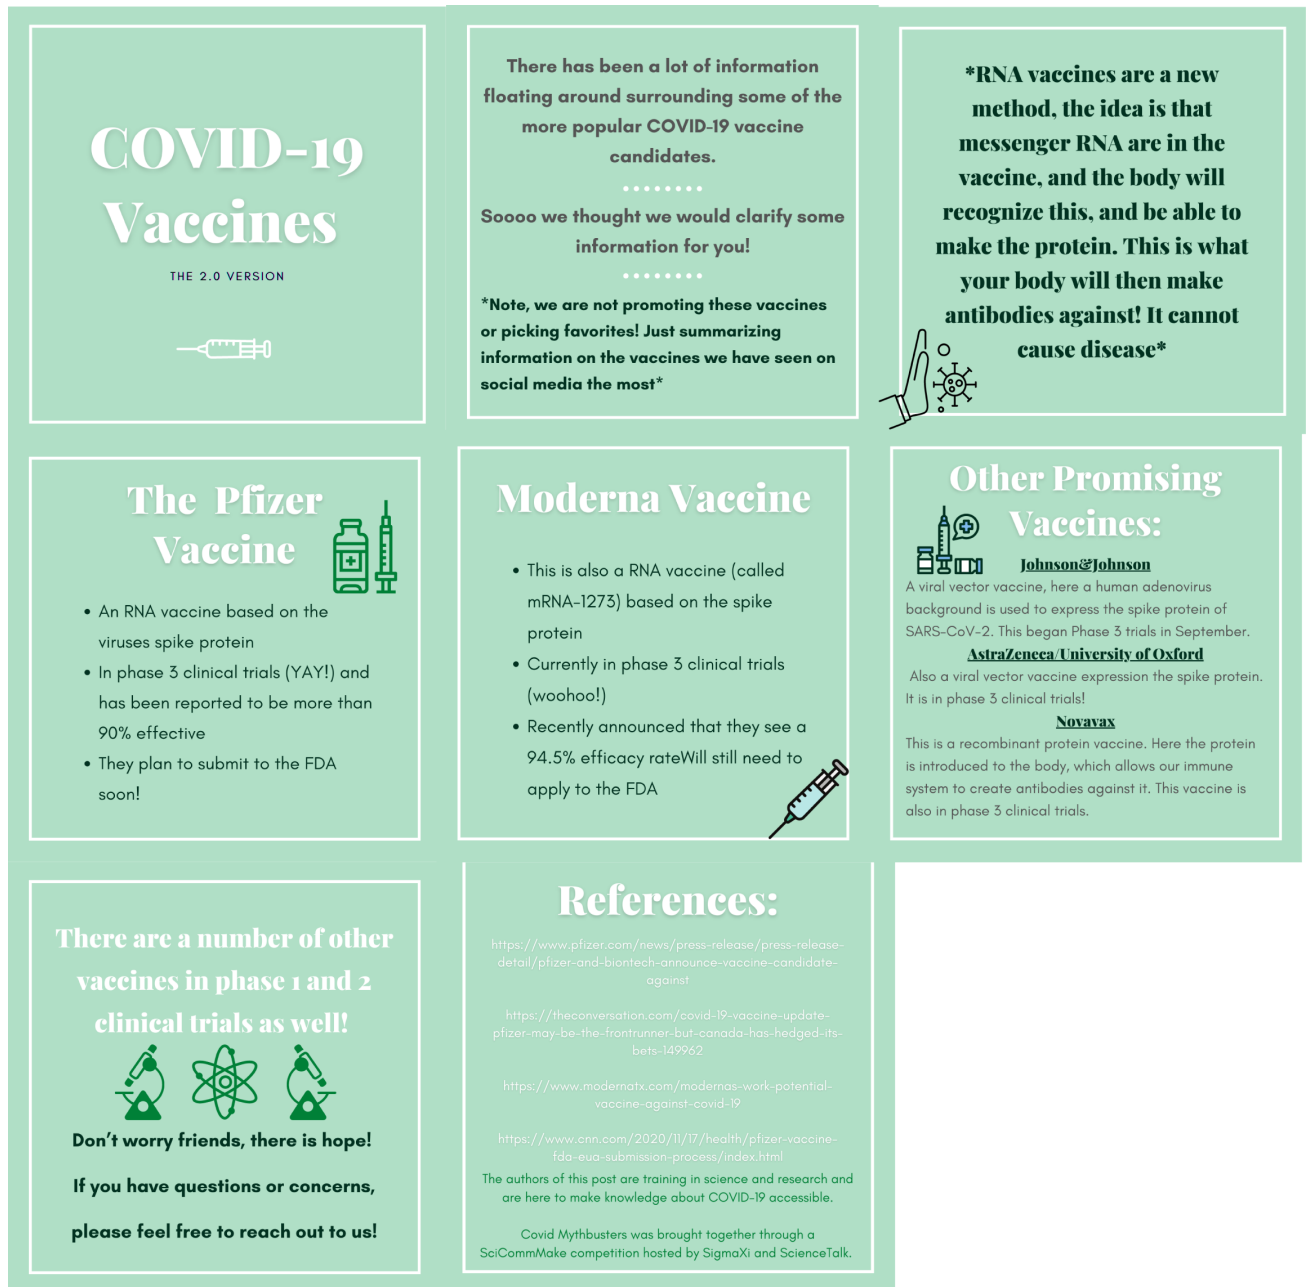 COVID-19
Vaccines
THE 2.0 VERSION
There has been a lot of information
floating around surrounding some of the
more popular COVID-19 vaccine
candidates.
Soooo we thought we would clarify some
information for you!
*Note, we are not promoting these vaccines
or picking favorites! Just summarizing
information on the vaccines we have seen on
social media the most*
*RNA vaccines are a new
method, the idea is that
messenger RNA are in the
vaccine, and the body will
recognize this, and be able to
make the protein. This is what
your body will then make
antibodies against! It cannot
cause disease*
The Pfizer
Vaccine
• An RNA vaccine based on the
viruses spike protein
• In phase 3 clinical trials (YAY!) and
has been reported to be more than
90% effective
• They plan to submit to the FDA
soon!
Moderna Vaccine
• This is also a RNA vaccine (called
mRNA-1273) based on the spike
protein
• Currently in phase 3 clinical trials
(woohoo!)
• Recently announced that they see a
94.5% efficacy rateWill still need to
apply to the FDA
Other Promising
Vaccines:
Johnson&Johnson
A viral vector vaccine, here a human adenovirus
background is used to express the spike protein of
SARS-CoV-2. This began Phase 3 trials in September.
AstraZeneca/University of Oxford
Also a viral vector vaccine expression the spike protein.
It is in phase 3 clinical trials!
Novavax
This is a recombinant protein vaccine. Here the protein
is introduced to the body, which allows our immune
system to create antibodies against it. This vaccine is
also in phase 3 clinical trials.
There are a number of other
vaccines in phase 1 and 2
clinical trials as well!
Don't worry friends, there is hope!
If you have questions or concerns,
please feel free to reach out to us!
References:
https://www.pfizer.com/news/press-release/press-release-
detail/pfizer-and-biontech-announce-vaccine-candidate-
against
https://theconversation.com/covid-19-vaccine-update-
pfizer-may-be-the-frontrunner-but-canada-has-hedged-its-
bets-149962
https://www.modernatx.com/modernas-work-potential-
vaccine-against-covid-19
https://www.cnn.com/2020/11/17/health/pfizer-vaccine-
fda-eua-submission-process/index.html
The authors of this post are training in science and research and
are here to make knowledge about COVID-19 accessible.
Covid Mythbusters was brought together through a
SciCommMake competition hosted by SigmaXi and ScienceTalk.